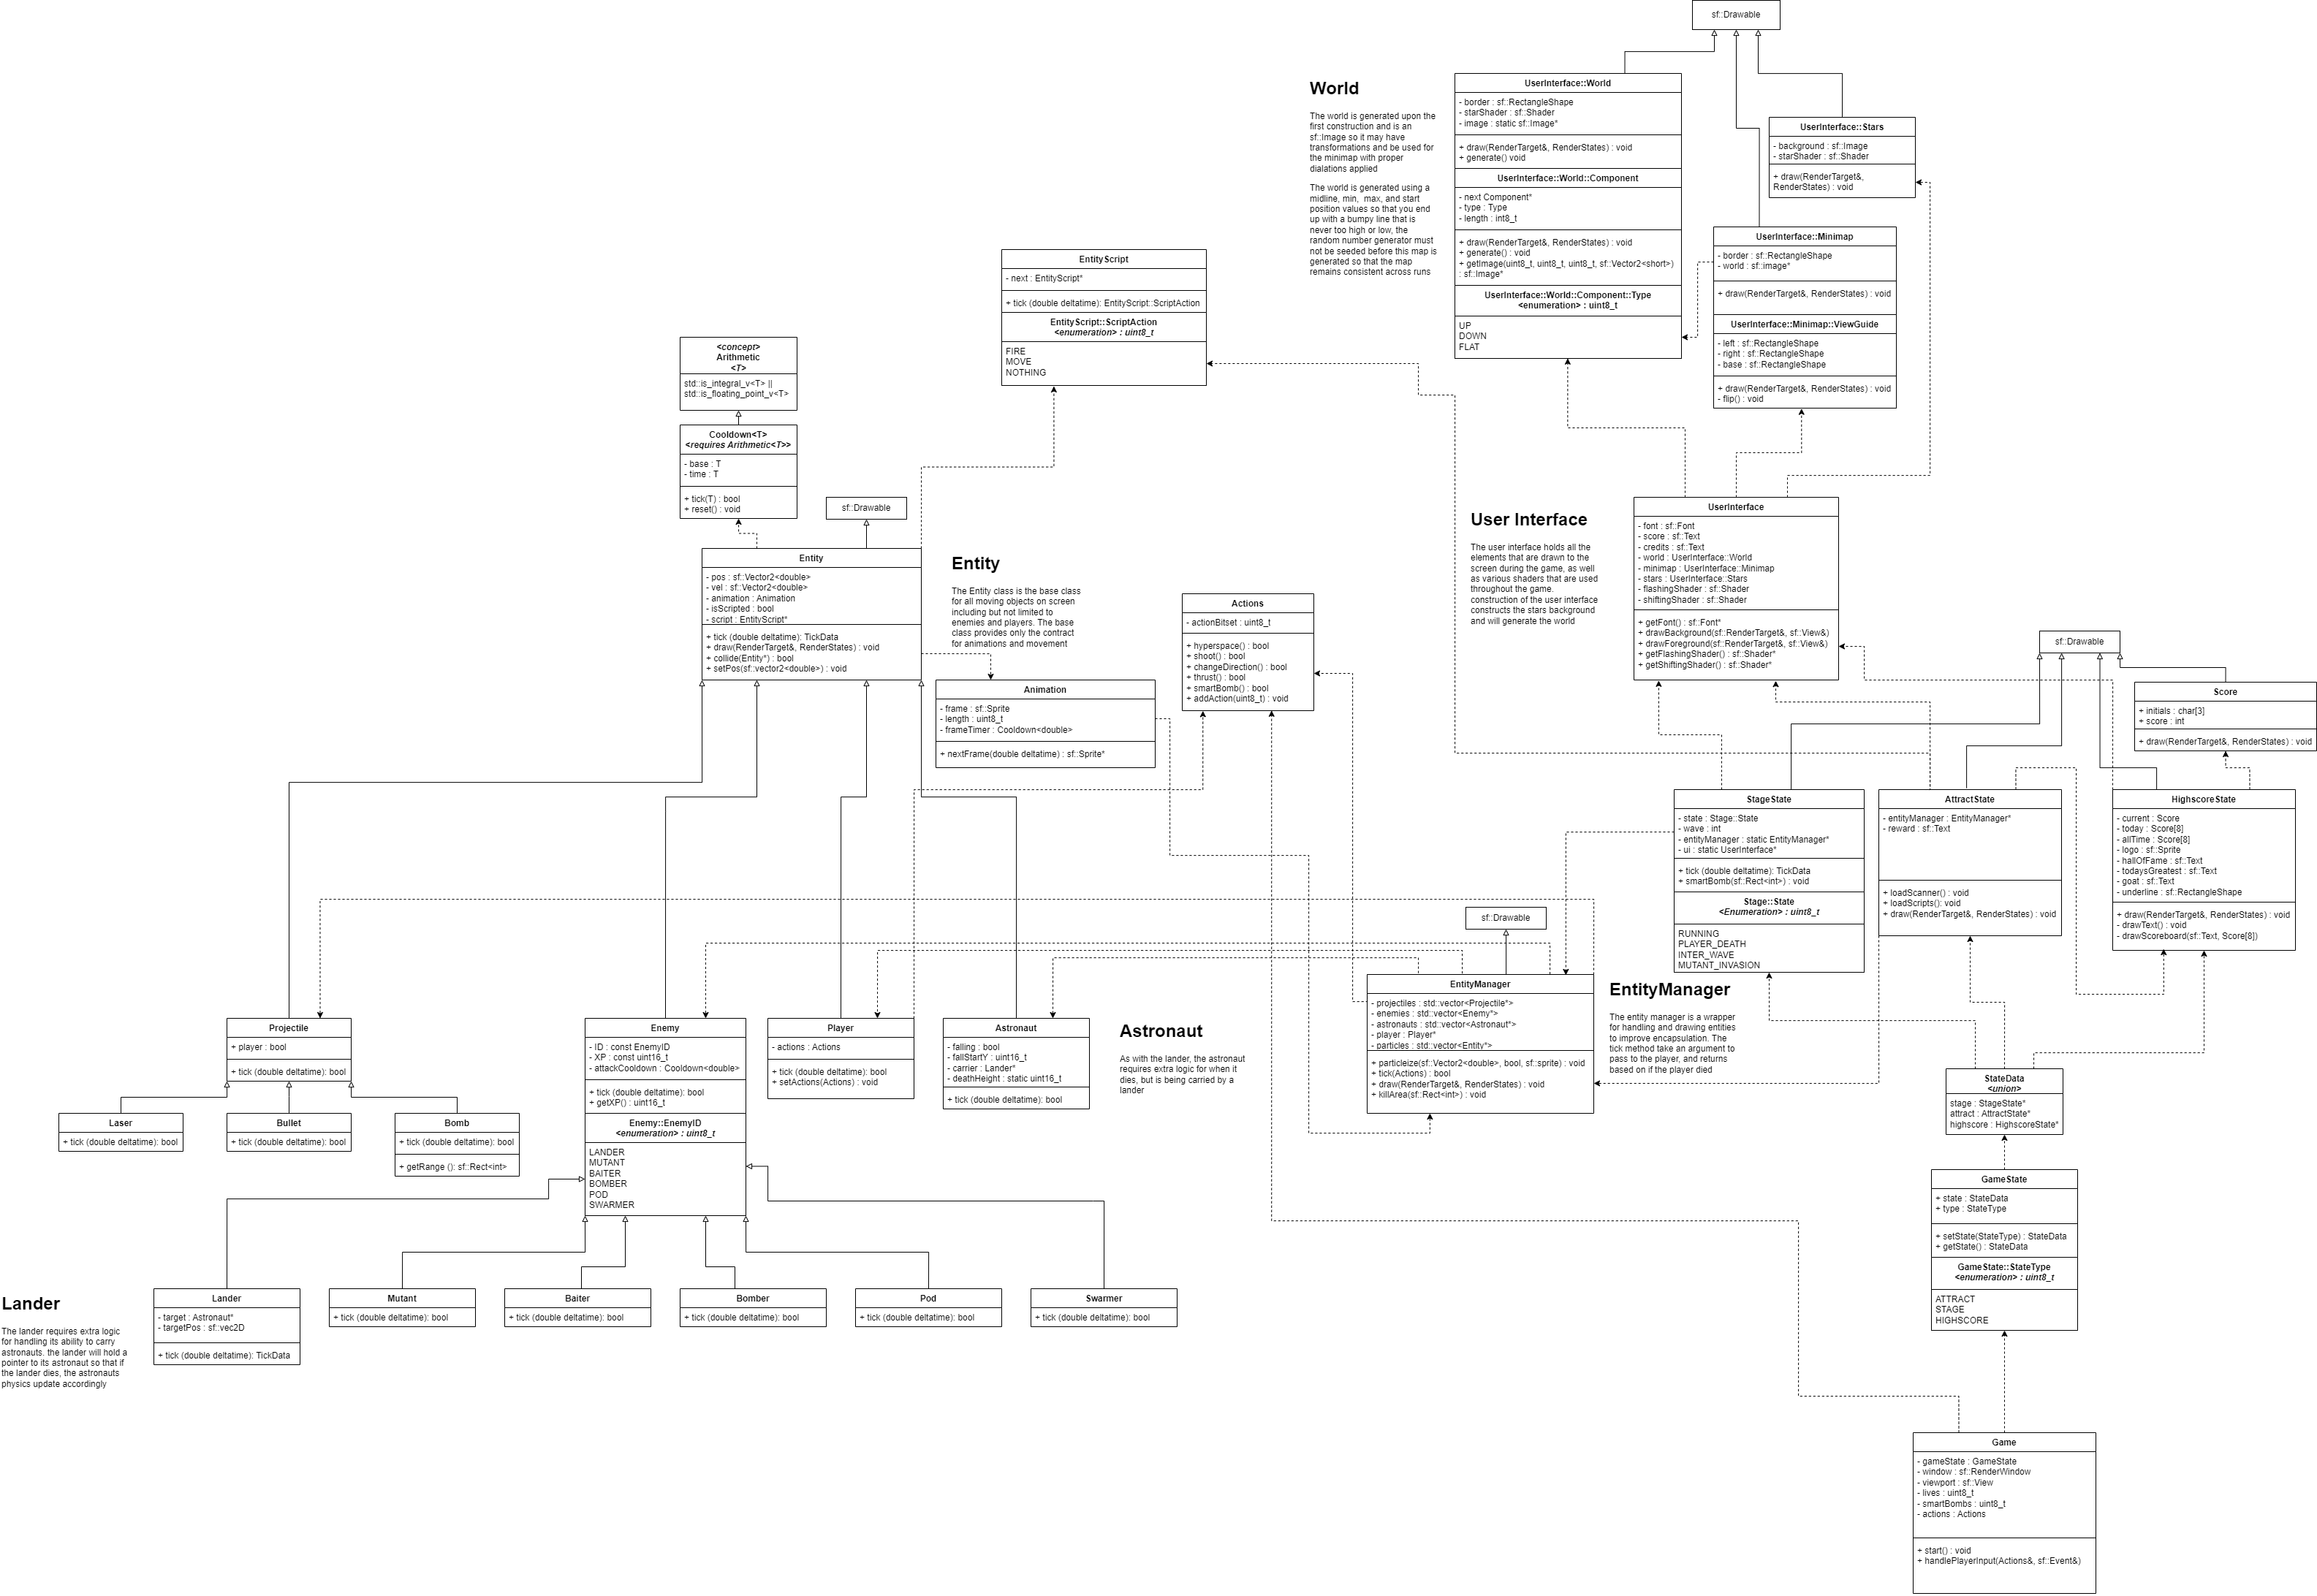 sf::Drawable
World
The world is generated upon the
first construction and is an
sf::Image so it may have
transformations and be used for
the minimap with proper
dialations applied
The world is generated using a
midline, min,  max, and start
position values so that you end
up with a bumpy line that is
never too high or low, the
random number generator must
not be seeded before this map is
generated so that the map
remains consistent across runs
UserInterface::World
- border : sf::RectangleShape
- starShader : sf::Shader
- image : static sf::Image*
+ draw(RenderTarget&, RenderStates) : void
+ generate() void
UserInterface::World::Component
- next Component*
- type : Type
- length : int8_t
+ draw(RenderTarget&, RenderStates) : void
+ generate() : void
+ getImage(uint8_t, uint8_t, uint8_t, sf::Vector2<short>)
: sf::Image*
UserInterface::World::Component::Type
<enumeration> : uint8_t
UP
DOWN
FLAT
UserInterface::Stars
- background : sf::Image
- starShader : sf::Shader
+ draw(RenderTarget&,
RenderStates) : void
UserInterface::Minimap
- border : sf::RectangleShape
- world : sf::image*
+ draw(RenderTarget&, RenderStates) : void
UserInterface::Minimap::ViewGuide
- left : sf::RectangleShape
- right : sf::RectangleShape
- base : sf::RectangleShape
+ draw(RenderTarget&, RenderStates) : void
- flip() : void
EntityScript
- next : EntityScript*
+ tick (double deltatime): EntityScript::ScriptAction
EntityScript::ScriptAction
<enumeration> : uint8_t
FIRE
MOVE
NOTHING
<concept>
Arithmetic
<T>
std::is_integral_v<T> ||
std::is_floating_point_v<T>
Cooldown<T>
<requires Arithmetic<T>>
- base : T
- time : T
+ tick(T) : bool
+ reset() : void
sf::Drawable
Entity
- pos : sf::Vector2<double>
- vel : sf::Vector2<double>
- animation : Animation
- isScripted : bool
- script : EntityScript*
+ tick (double deltatime): TickData
+ draw(RenderTarget&, RenderStates) : void
+ collide(Entity*) : bool
+ setPos(sf::vector2<double>) : void
Entity
The Entity class is the base class
for all moving objects on screen
including but not limited to
enemies and players. The base
class provides only the contract
for animations and movement
Animation
- frame : sf::Sprite
- length : uint8_t
- frameTimer : Cooldown<double>
+ nextFrame(double deltatime) : sf::Sprite*
Actions
- actionBitset : uint8_t
+ hyperspace() : bool
+ shoot() : bool
+ changeDirection() : bool
+ thrust() : bool
+ smartBomb() : bool
+ addAction(uint8_t) : void
User Interface
The user interface holds all the
elements that are drawn to the
screen during the game, as well
as various shaders that are used
throughout the game.
construction of the user interface
constructs the stars background
and will generate the world
UserInterface
- font : sf::Font
- score : sf::Text
- credits : sf::Text
- world : UserInterface::World
- minimap : UserInterface::Minimap
- stars : UserInterface::Stars
- flashingShader : sf::Shader
- shiftingShader : sf::Shader
+ getFont() : sf::Font*
+ drawBackground(sf::RenderTarget&, sf::View&)
+ drawForeground(sf::RenderTarget&, sf::View&)
+ getFlashingShader() : sf::Shader*
+ getShiftingShader() : sf::Shader*
sf::Drawable
Score
+ initials : char[3]
+ score : int
+ draw(RenderTarget&, RenderStates) : void
StageState
- state : Stage::State
- wave : int
- entityManager : static EntityManager*
- ui : static UserInterface*
+ tick (double deltatime): TickData
+ smartBomb(sf::Rect<int>) : void
Stage::State
<Enumeration> : uint8_t
RUNNING
PLAYER_DEATH
INTER_WAVE
MUTANT_INVASION
AttractState
- entityManager : EntityManager*
- reward : sf::Text
+ loadScanner() : void
+ loadScripts(): void
+ draw(RenderTarget&, RenderStates) : void
HighscoreState
- current : Score
- today : Score[8]
- allTime : Score[8]
- logo : sf::Sprite
- hallOfFame : sf::Text
- todaysGreatest : sf::Text
- goat : sf::Text
- underline : sf::RectangleShape
+ draw(RenderTarget&, RenderStates) : void
- drawText() : void
- drawScoreboard(sf::Text, Score[8])
sf::Drawable
EntityManager
- projectiles : std::vector<Projectile*>
- enemies : std::vector<Enemy*>
- astronauts : std::vector<Astronaut*>
- player : Player*
- particles : std::vector<Entity*>
+ particleize(sf::Vector2<double>, bool, sf::sprite) : void
+ tick(Actions) : bool
+ draw(RenderTarget&, RenderStates) : void
+ killArea(sf::Rect<int>) : void
EntityManager
The entity manager is a wrapper
for handling and drawing entities
to improve encapsulation. The
tick method take an argument to
pass to the player, and returns
based on if the player died
Projectile
+ player : bool
+ tick (double deltatime): bool
Enemy
- ID : const EnemyID
- XP : const uint16_t
- attackCooldown : Cooldown<double>
+ tick (double deltatime): bool
+ getXP() : uint16_t
Enemy::EnemyID
<enumeration> : uint8_t
LANDER
MUTANT
BAITER
BOMBER
POD
SWARMER
Player
- actions : Actions
+ tick (double deltatime): bool
+ setActions(Actions) : void
Astronaut
- falling : bool
- fallStartY : uint16_t
- carrier : Lander*
- deathHeight : static uint16_t
+ tick (double deltatime): bool
Astronaut
As with the lander, the astronaut
requires extra logic for when it
dies, but is being carried by a
lander
Laser
+ tick (double deltatime): bool
Bullet
+ tick (double deltatime): bool
Bomb
+ tick (double deltatime): bool
+ getRange (): sf::Rect<int>
StateData
<union>
stage : StageState*
attract : AttractState*
highscore : HighscoreState*
GameState
+ state : StateData
+ type : StateType
+ setState(StateType) : StateData
+ getState() : StateData
GameState::StateType
<enumeration> : uint8_t
ATTRACT
STAGE
HIGHSCORE
Lander
The lander requires extra logic
for handling its ability to carry
astronauts. the lander will hold a
pointer to its astronaut so that if
the lander dies, the astronauts
physics update accordingly
Lander
- target : Astronaut*
- targetPos : sf::vec2D
+ tick (double deltatime): TickData
Mutant
+ tick (double deltatime): bool
Baiter
+ tick (double deltatime): bool
Bomber
+ tick (double deltatime): bool
Pod
+ tick (double deltatime): bool
Swarmer
+ tick (double deltatime): bool
Game
- gameState : GameState
- window : sf::RenderWindow
- viewport : sf::View
- lives : uint8_t
- smartBombs : uint8_t
- actions : Actions
+ start() : void
+ handlePlayerInput(Actions&, sf::Event&)